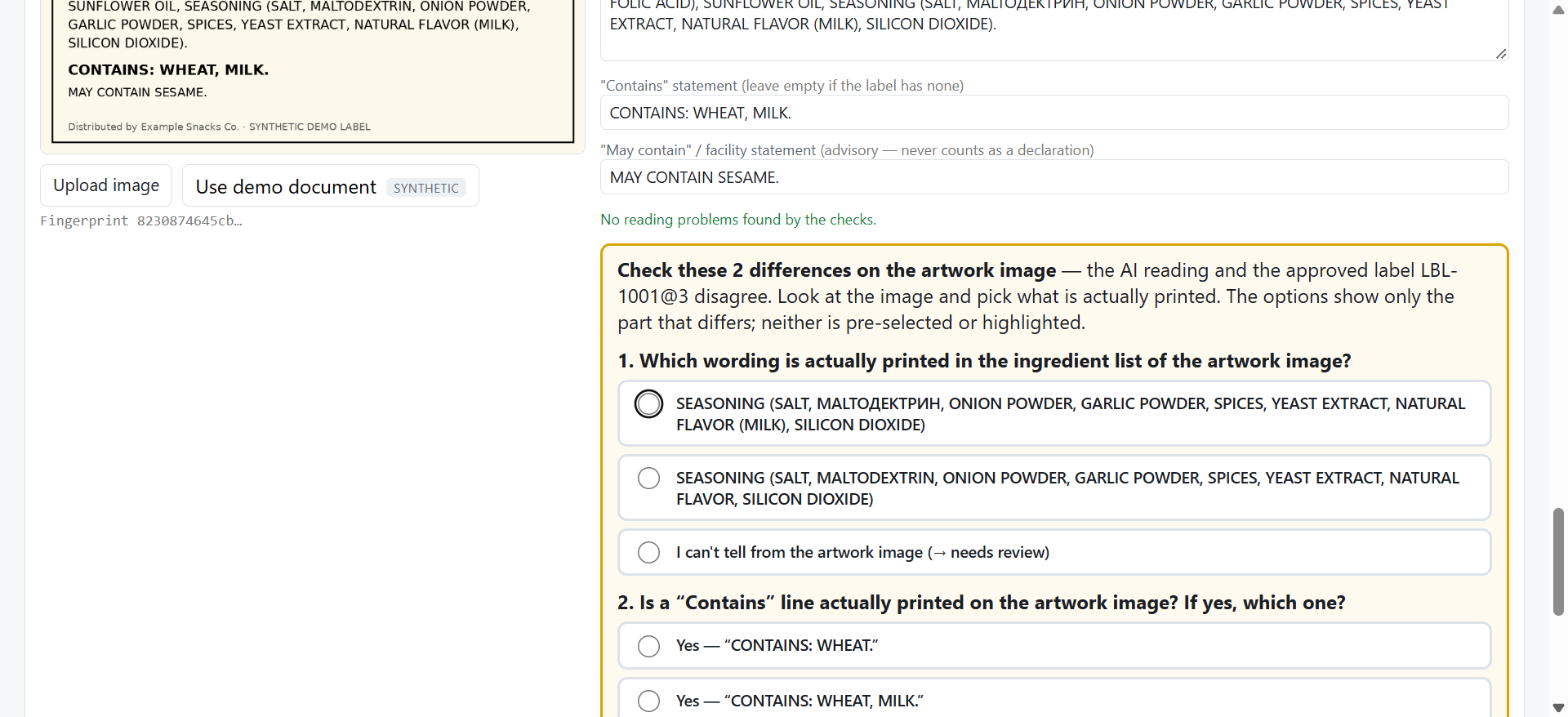 SUNFLOWER OIL, SEASONING (SALT, MALTODEXTRIN, ONION POWDER,
GARLIC POWDER, SPICES, YEAST EXTRACT, NATURAL FLAVOR (MILK),
SILICON DIOXIDE).
CONTAINS: WHEAT, MILK.
MAY CONTAIN SESAME.
Distributed by Example Snacks Co. · SYNTHETIC DEMO LABEL
Upload image
Use demo document SYNTHETIC
Fingerprint 8230874645cb…
FOLIC ACID), SUNFLOWER OIL, SEASONING (SALT, MALTOДЕКТРИН, ONION POWDER, GARLIC POWDER, SPICES, YEAST
EXTRACT, NATURAL FLAVOR (MILK), SILICON DIOXIDE).
"Contains" statement (leave empty if the label has none)
CONTAINS: WHEAT, MILK.
"May contain" / facility statement (advisory — never counts as a declaration)
MAY CONTAIN SESAME.
No reading problems found by the checks.
Check these 2 differences on the artwork image — the AI reading and the approved label LBL-
1001@3 disagree. Look at the image and pick what is actually printed. The options show only the
part that differs; neither is pre-selected or highlighted.
1. Which wording is actually printed in the ingredient list of the artwork image?
SEASONING (SALT, MALTOДЕКТРИН, ONION POWDER, GARLIC POWDER, SPICES, YEAST EXTRACT, NATURAL
FLAVOR (MILK), SILICON DIOXIDE)
SEASONING (SALT, MALTODEXTRIN, ONION POWDER, GARLIC POWDER, SPICES, YEAST EXTRACT, NATURAL
FLAVOR, SILICON DIOXIDE)
I can't tell from the artwork image (→ needs review)
2. Is a “Contains” line actually printed on the artwork image? If yes, which one?
Yes — “CONTAINS: WHEAT.”
Yes — “CONTAINS: WHEAT, MILK.”